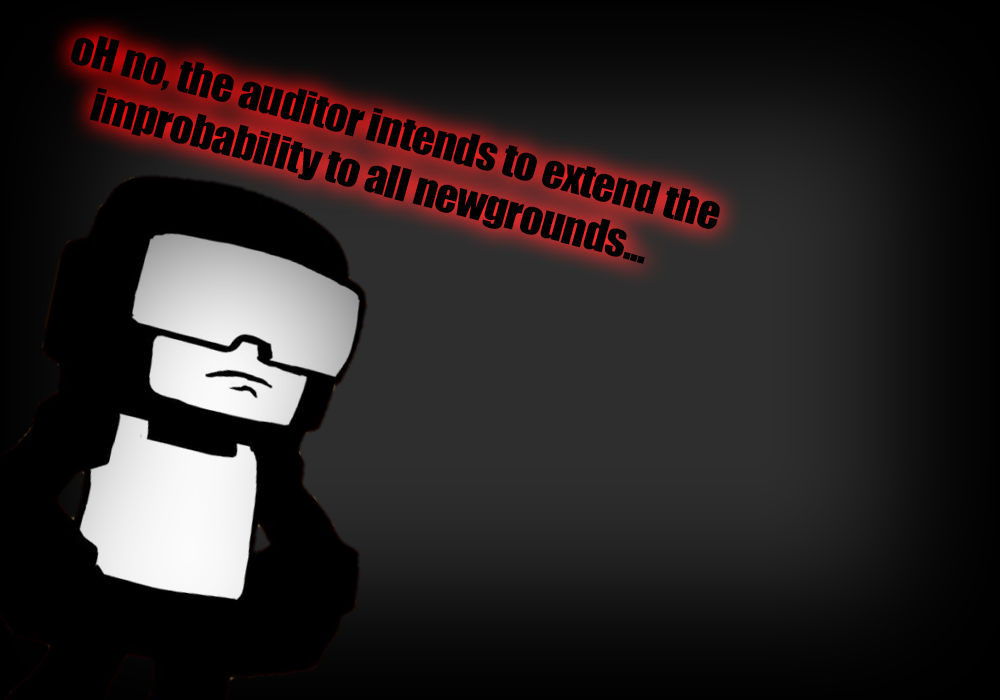 oH no, the auditor intends to extend the
improbability to all newgrounds...